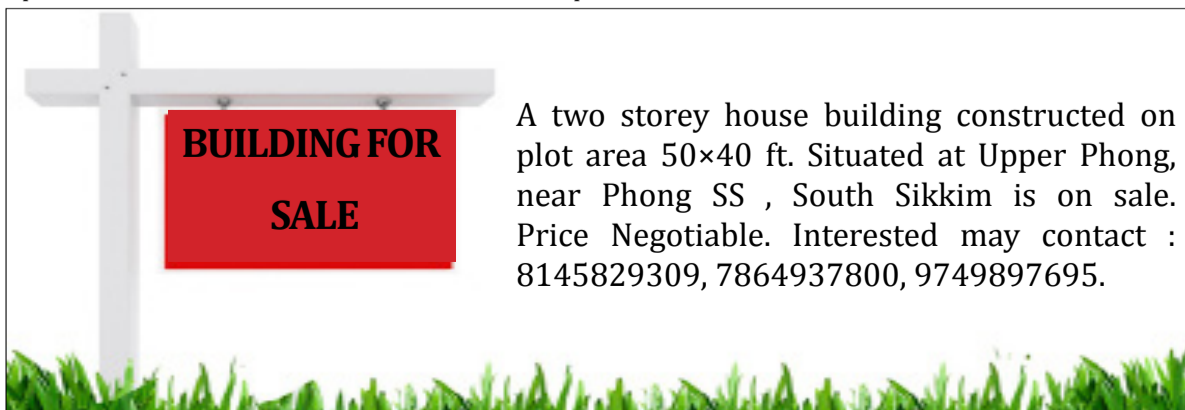 BUILDING FOR
SALE
A two storey house building constructed on
plot area 50×40 ft. Situated at Upper Phong,
near Phong SS , South Sikkim is on sale.
Price Negotiable. Interested may contact :
8145829309, 7864937800, 9749897695.